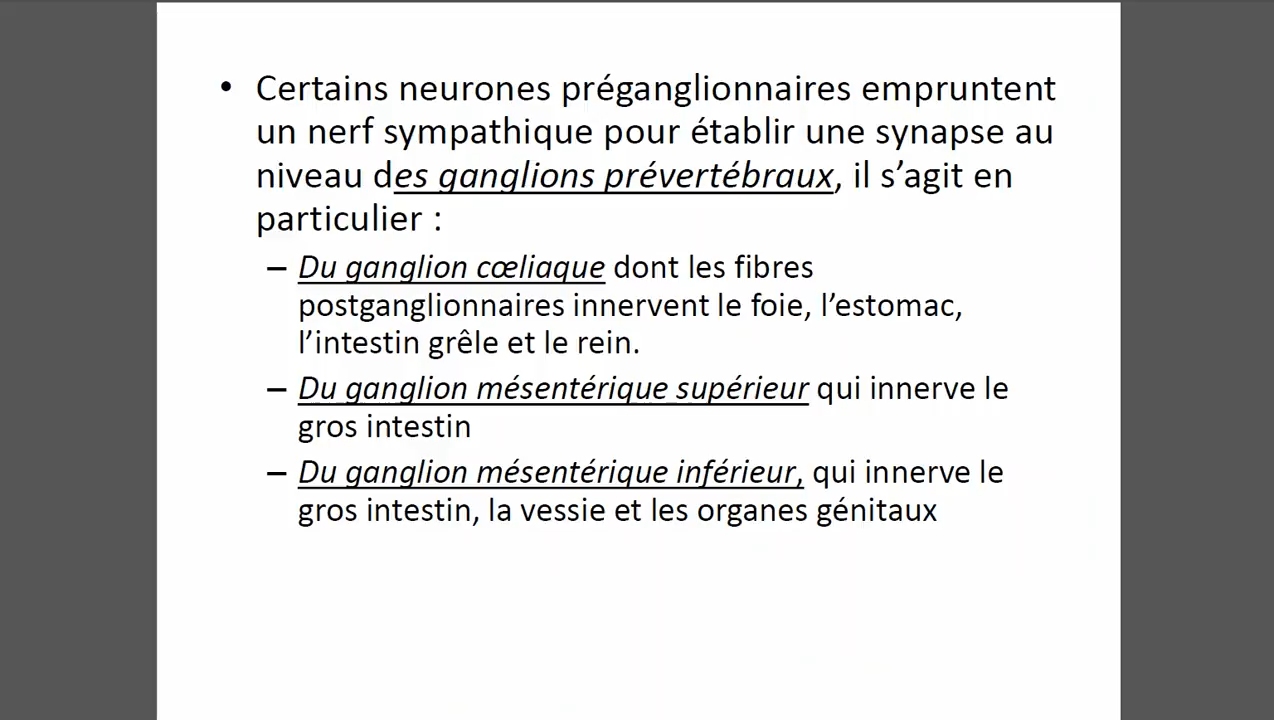 • Certains neurones préganglionnaires empruntent
un nerf sympathique pour établir une synapse au
niveau des ganglions prévertébraux, il s’agit en
particulier :
– Du ganglion cœliaque dont les fibres
postganglionnaires innervent le foie, l’estomac,
l’intestin grêle et le rein.
– Du ganglion mésentérique supérieur qui innerve le
gros intestin
– Du ganglion mésentérique inférieur, qui innerve le
gros intestin, la vessie et les organes génitaux